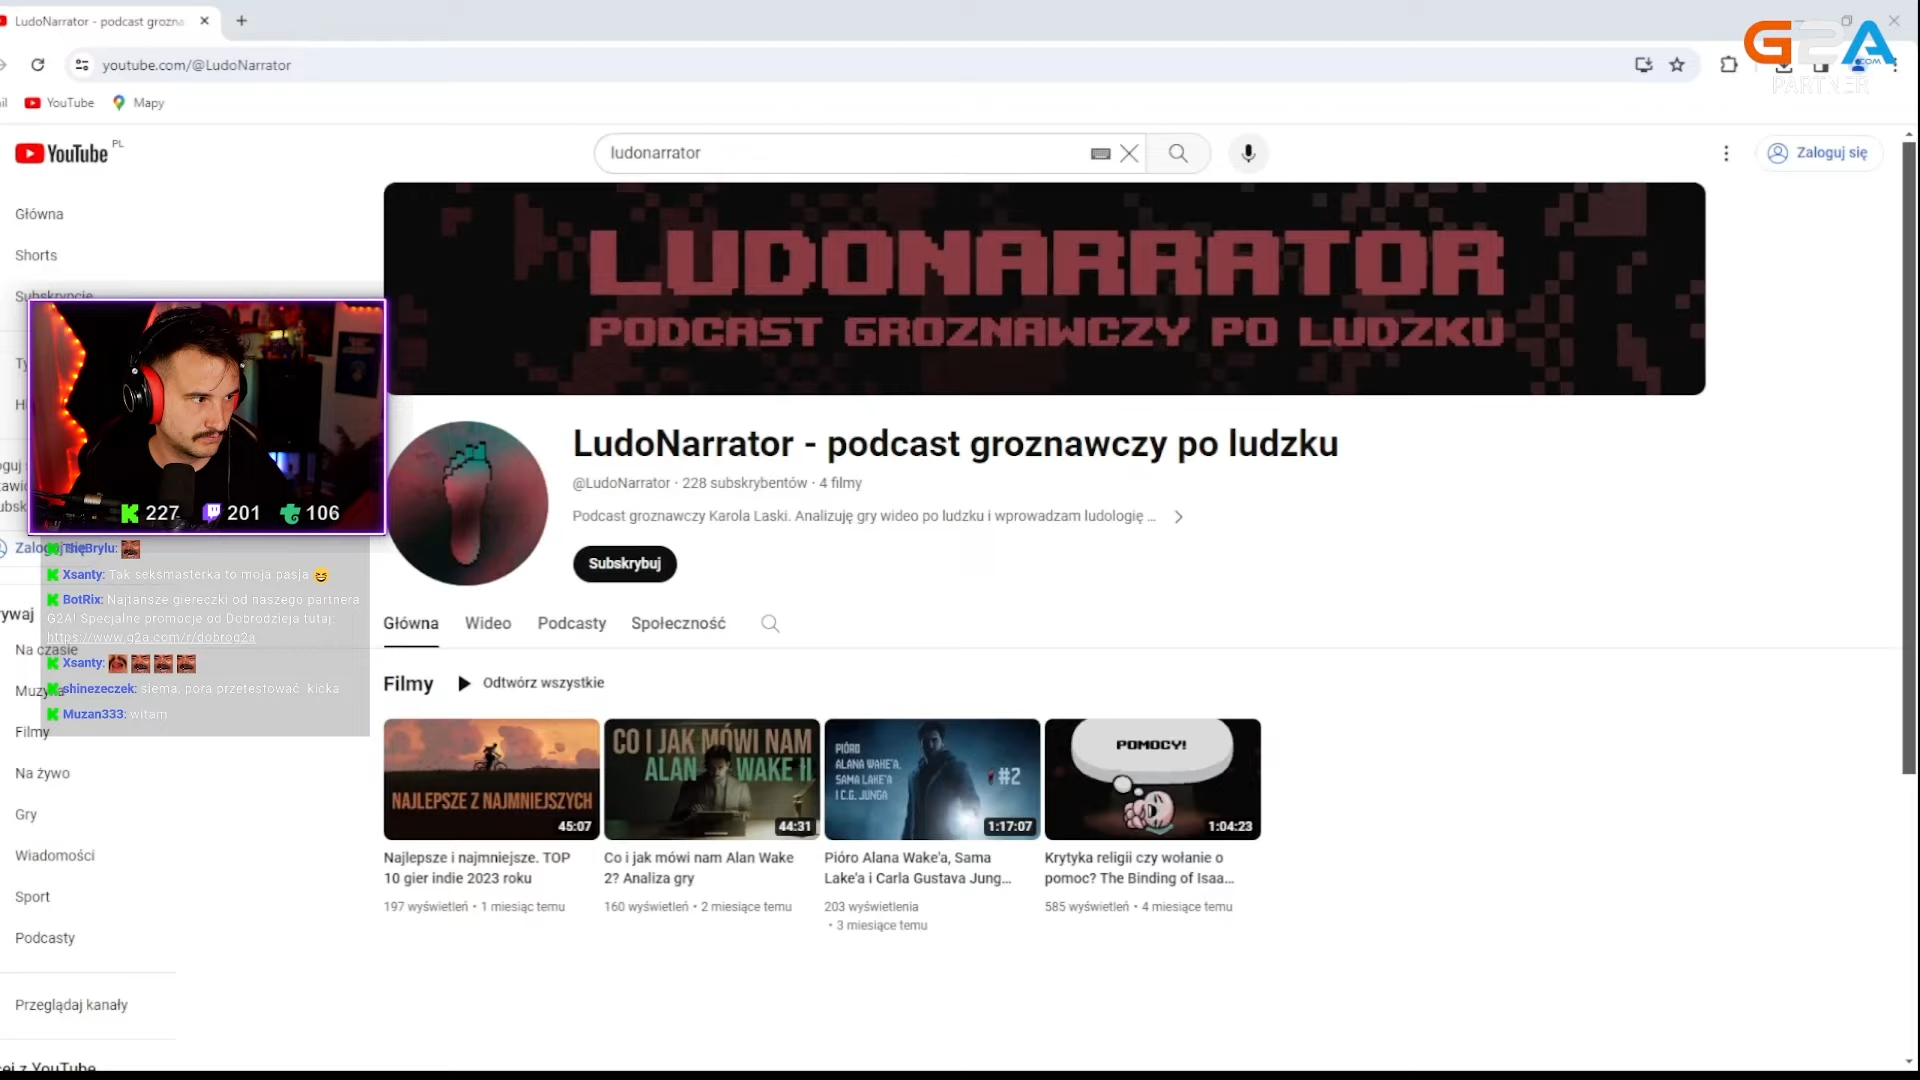 LudoNarrator - podcast grozna
G2A
.COM
PARTNER
youtube.com/@LudoNarrator
il
YouTube
Mapy
YouTube PL
ludonarrator
Zaloguj się
Główna
Shorts
Subskrypcje
LUDONARRATOR
PODCAST GROZNAWCZY PO LUDZKU
227
201
106
LudoNarrator - podcast groznawczy po ludzku
@LudoNarrator · 228 subskrybentów · 4 filmy
Podcast groznawczy Karola Laski. Analizuję gry wideo po ludzku i wprowadzam ludologię ...
Subskrybuj
TheBrylu:
Xsanty: Tak seksmasterka to moja pasja
BotRix: Najtańsze giereczki od naszego partnera
G2A! Specjalne promocje od Dobrodzieja tutaj:
https://www.g2a.com/r/dobrog2a
Xsanty:
shinezeczek: siema, pora przetestować kicka
Muzan333: witam
Główna
Wideo
Podcasty
Społeczność
Na czasie
Filmy
Na żywo
Gry
Wiadomości
Sport
Podcasty
Przeglądaj kanały
Filmy
Odtwórz wszystkie
NAJLEPSZE Z NAJMNIEJSZYCH
45:07
Najlepsze i najmniejsze. TOP
10 gier indie 2023 roku
197 wyświetleń · 1 miesiąc temu
CO I JAK MÓWI NAM
ALAN WAKE II
44:31
Co i jak mówi nam Alan Wake
2? Analiza gry
160 wyświetleń · 2 miesiące temu
PIÓRO
ALANA WAKE'A,
SAMA LAKE'A
I C.G. JUNGA
#2
1:17:07
Pióro Alana Wake'a, Sama
Lake'a i Carla Gustava Jung...
203 wyświetlenia
· 3 miesiące temu
POMOCY!
1:04:23
Krytyka religii czy wołanie o
pomoc? The Binding of Isaa...
585 wyświetleń · 4 miesiące temu